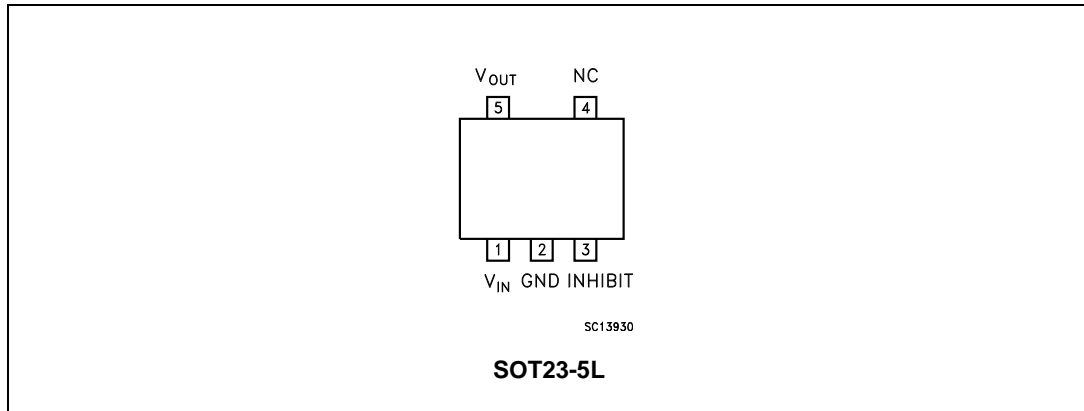 VOUT NC
5 4
1 2 3
VIN GND INHIBIT
SC13930
SOT23-5L